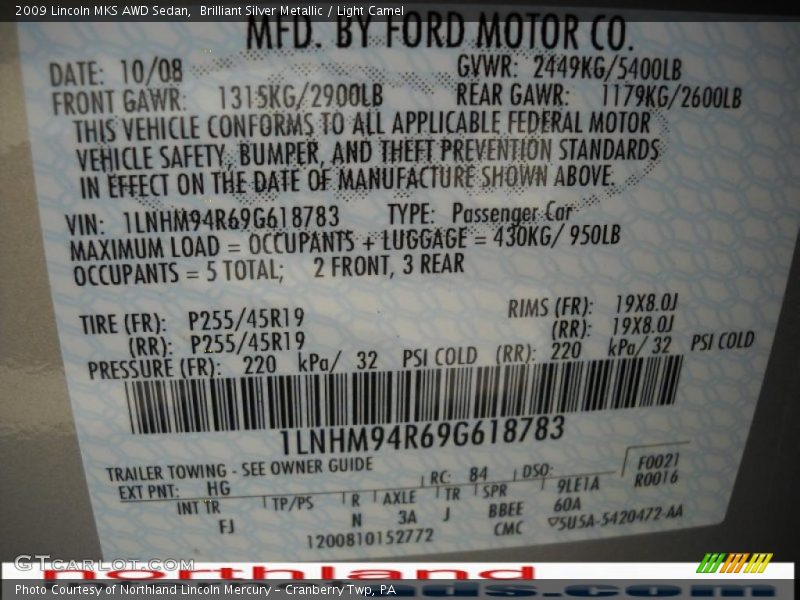 2009 Lincoln MKS AWD Sedan, Brilliant Silver Metallic / Light Camel
MFD. BY FORD MOTOR CO.
DATE: 10/08 GVWR: 2449KG/5400LB
FRONT GAWR: 1315KG/2900LB REAR GAWR: 1179KG/2600LB
THIS VEHICLE CONFORMS TO ALL APPLICABLE FEDERAL MOTOR
VEHICLE SAFETY, BUMPER, AND THEFT PREVENTION STANDARDS
IN EFFECT ON THE DATE OF MANUFACTURE SHOWN ABOVE.
VIN: 1LNHM94R69G618783 TYPE: Passenger Car
MAXIMUM LOAD = OCCUPANTS + LUGGAGE = 430KG/ 950LB
OCCUPANTS = 5 TOTAL; 2 FRONT, 3 REAR
TIRE (FR): P255/45R19 RIMS (FR): 19X8.0J
(RR): P255/45R19 (RR): 19X8.0J
PRESSURE (FR): 220 kPa/ 32 PSI COLD (RR): 220 kPa/ 32 PSI COLD
1LNHM94R69G618783
TRAILER TOWING - SEE OWNER GUIDE
EXT PNT: HG RC: 84 DSO: F0021
R0016
INT TR TP/PS R AXLE TR SPR 9LE1A
FJ N 3A J BBEE 60A
1200810152772 CMC 5U5A-5420472-AA
GTCarLot.com
northland
Photo Courtesy of Northland Lincoln Mercury - Cranberry Twp, PA